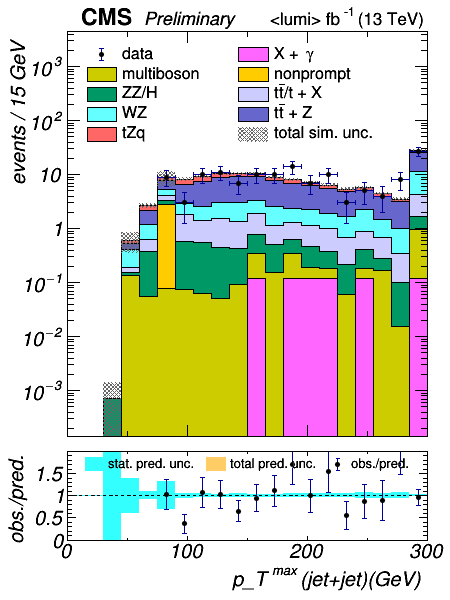 CMS Preliminary <lumi> fb⁻¹ (13 TeV)
events / 15 GeV
10³
10²
10
1
10⁻¹
10⁻²
10⁻³
data
X + γ
multiboson
nonprompt
ZZ/H
tt̄/t + X
WZ
tt̄ + Z
tZq
total sim. unc.
obs./pred.
1.5
1
0.5
0
stat. pred. unc.
total pred. unc.
obs./pred.
0 100 200 300
p_T^max (jet+jet)(GeV)